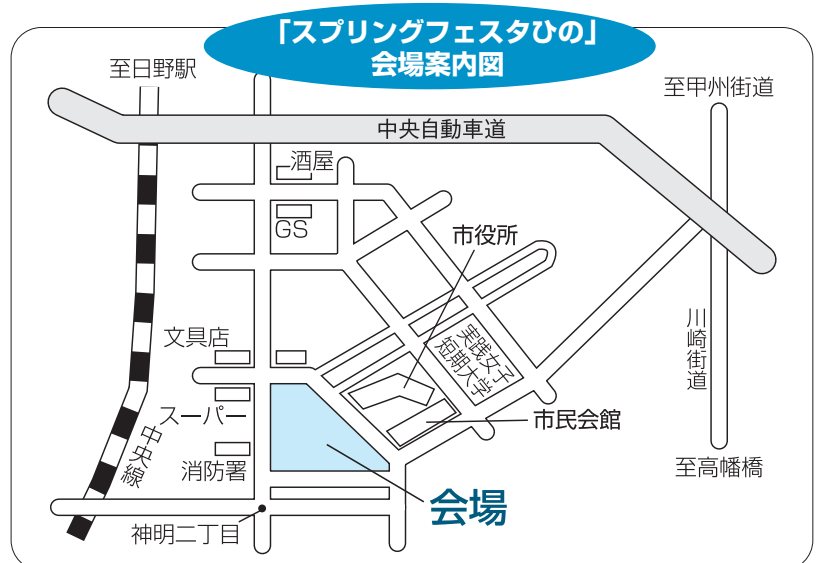 「スプリングフェスタひの」
会場案内図
至日野駅
至甲州街道
中央自動車道
酒屋
GS
市役所
文具店
実践女子
短期大学
川崎街道
スーパー
市民会館
中央線
消防署
至高幡橋
会場
神明二丁目